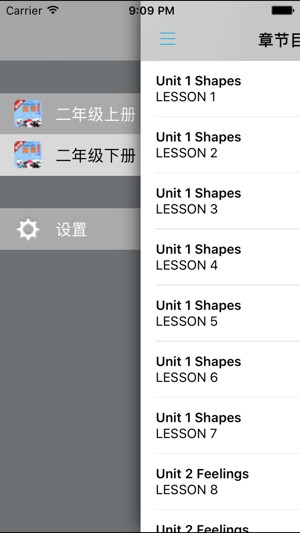 Carrier 9:09 PM
章节目
二年级上册
二年级下册
设置
Unit 1 Shapes
LESSON 1
Unit 1 Shapes
LESSON 2
Unit 1 Shapes
LESSON 3
Unit 1 Shapes
LESSON 4
Unit 1 Shapes
LESSON 5
Unit 1 Shapes
LESSON 6
Unit 1 Shapes
LESSON 7
Unit 2 Feelings
LESSON 8
Unit 2 Feelings